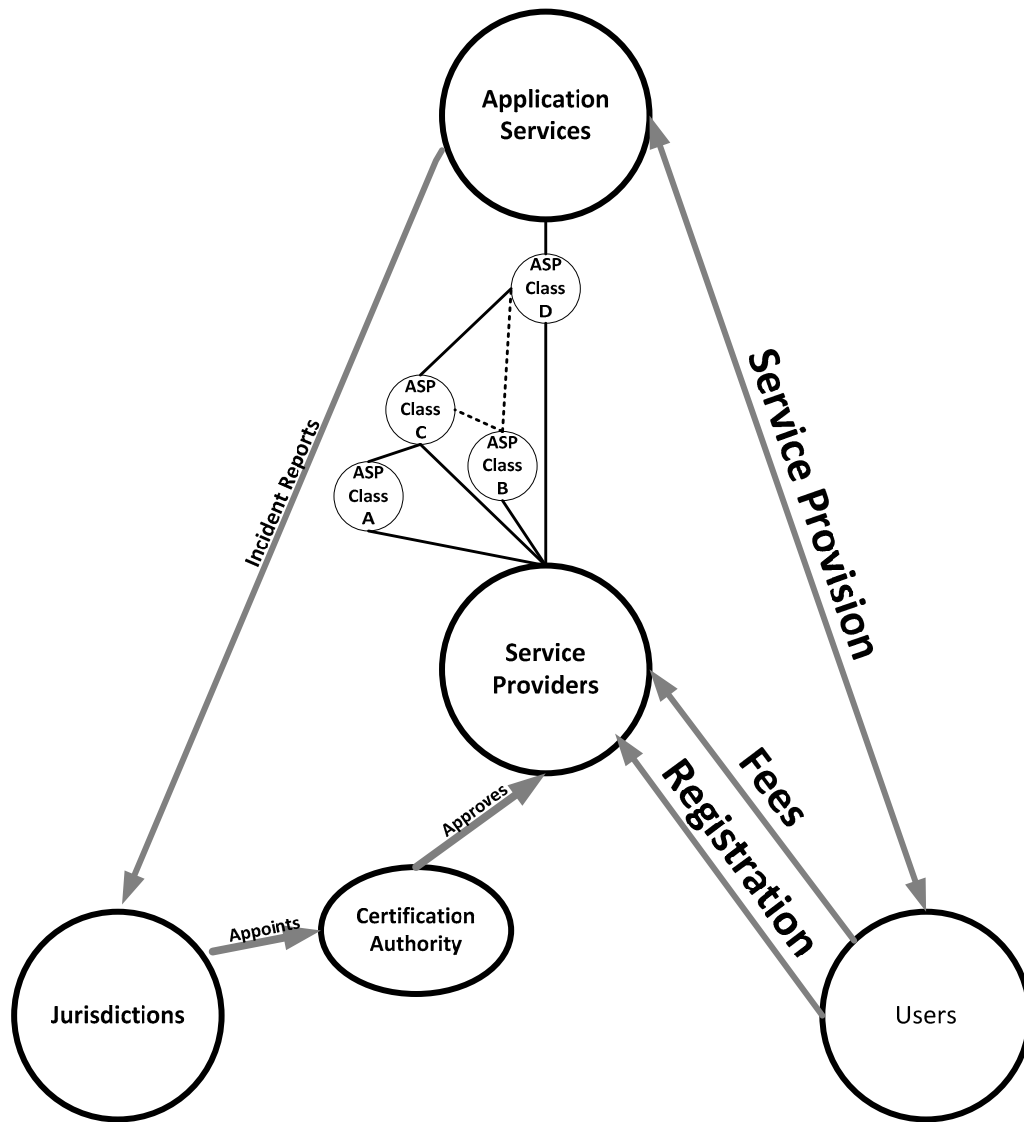 Application
Services
ASP
Class
D
ASP
Class
C
ASP
Class
B
ASP
Class
A
Incident Reports
Service Provision
Service
Providers
Fees
Registration
Approves
Appoints
Certification
Authority
Jurisdictions
Users